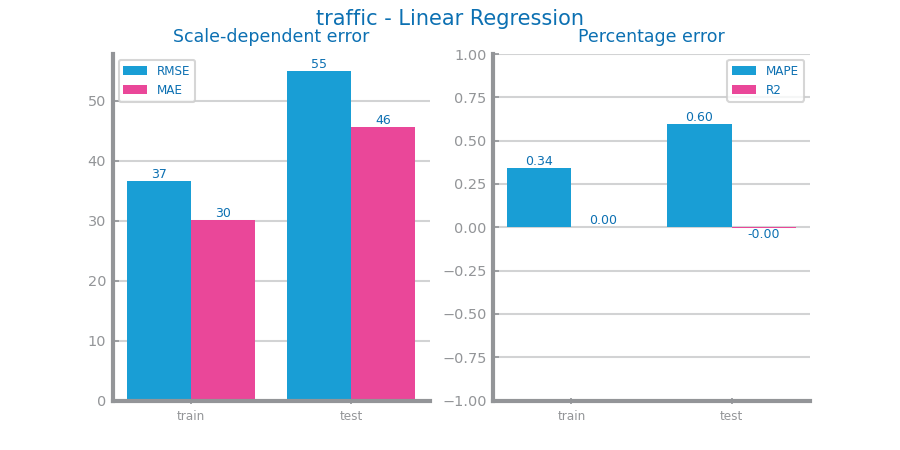 traffic - Linear Regression
Scale-dependent error
RMSE
MAE
50
40
30
20
10
0
37
30
55
46
train
test
Percentage error
MAPE
R2
1.00
0.75
0.50
0.25
0.00
−0.25
−0.50
−0.75
−1.00
0.34
0.00
0.60
-0.00
train
test